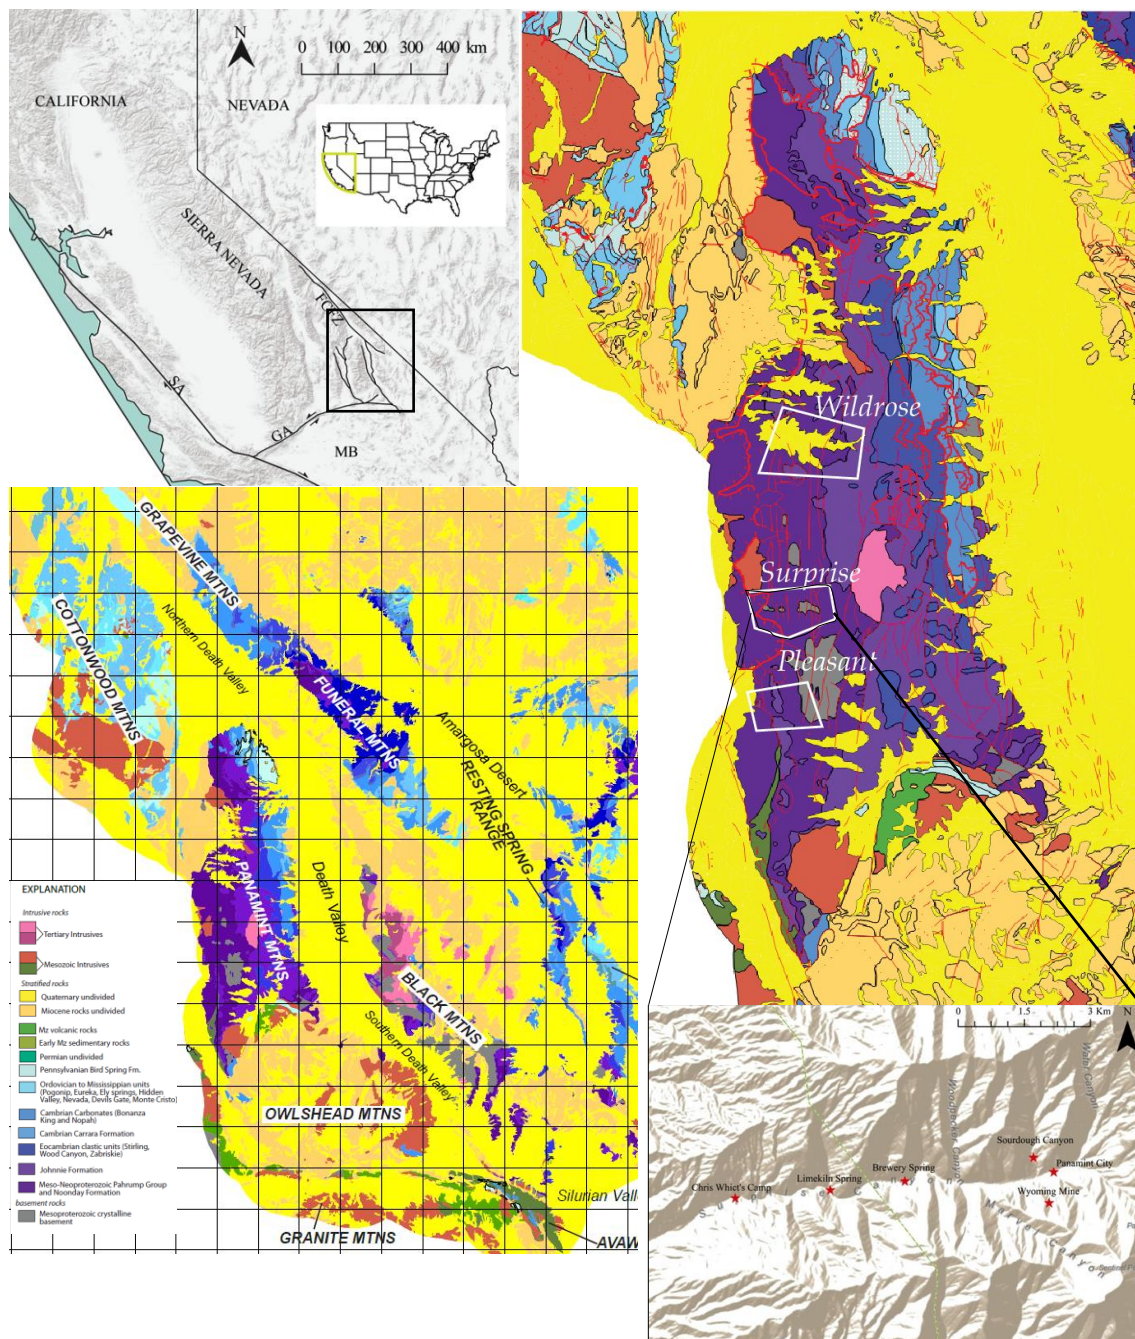 N
0 100 200 300 400 km
CALIFORNIA
NEVADA
SIERRA NEVADA
FCFZ
SA
GA
MB
Wildrose
Surprise
Pleasant
GRAPEVINE MTNS
COTTONWOOD MTNS
Northern Death Valley
FUNERAL MTNS
Amargosa Desert
RESTING SPRING
RANGE
PANAMINT MTNS
Death Valley
BLACK MTNS
Southern Death Valley
OWLSHEAD MTNS
Silurian Vall
GRANITE MTNS
AVAW
EXPLANATION
Intrusive rocks
Tertiary Intrusives
Mesozoic Intrusives
Stratified rocks
Quaternary undivided
Miocene rocks undivided
Mz volcanic rocks
Early Mz sedimentary rocks
Permian undivided
Pennsylvanian Bird Spring Fm.
Ordovician to Mississippian units
(Pogonip, Eureka, Ely springs, Hidden
Valley, Nevada, Devils Gate, Monte Cristo)
Cambrian Carbonates (Bonanza
King and Nopah)
Cambrian Carrara Formation
Eocambrian clastic units (Stirling,
Wood Canyon, Zabriskie)
Johnnie Formation
Meso-Neoproterozoic Pahrump Group
and Noonday Formation
basement rocks
Mesoproterozoic crystalline
basement
0 1.5 3 Km
N
Woodpecker Canyon
Water Canyon
Sourdough Canyon
Panamint City
Brewery Spring
Limekiln Spring
Chris Whict's Camp
Wyoming Mine
Canyon